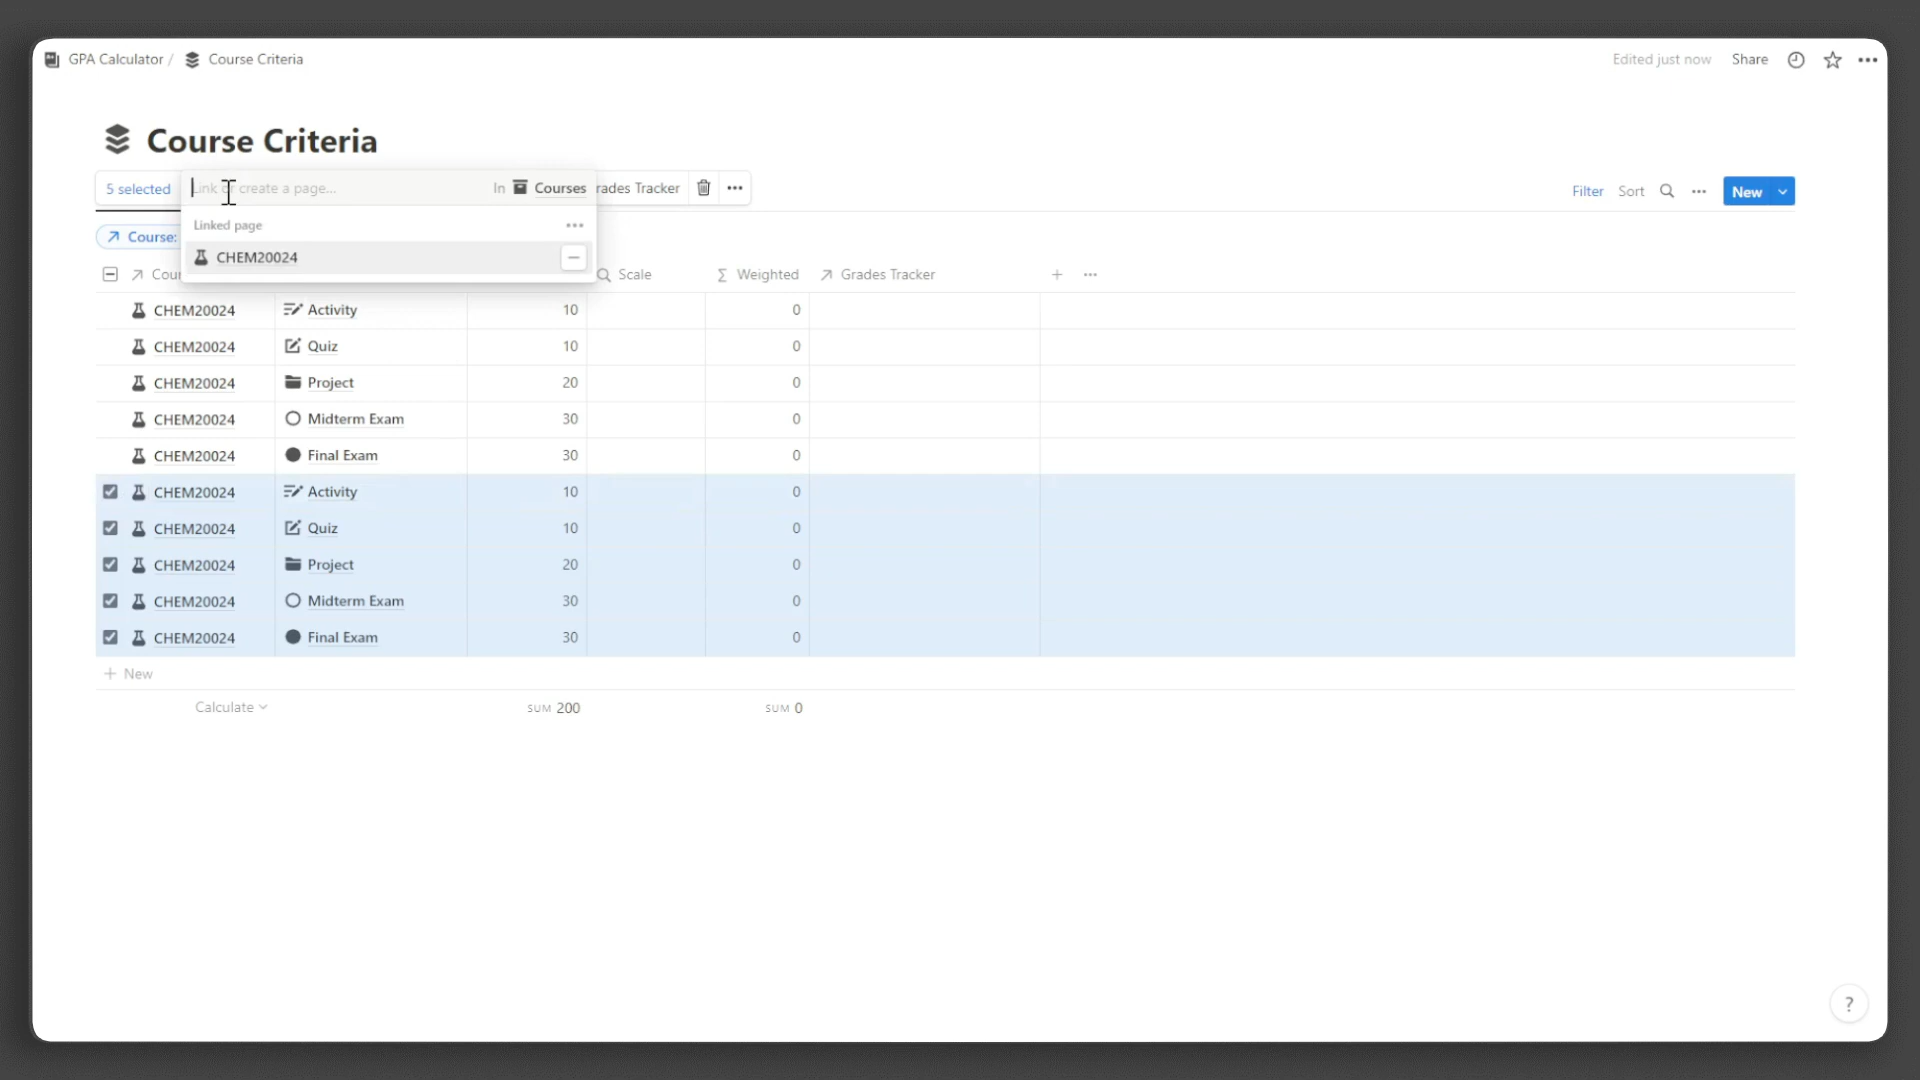 GPA Calculator / Course Criteria
Edited just now Share
Course Criteria
5 selected Link or create a page... In Courses rades Tracker
Filter Sort New
Linked page
Course:
CHEM20024
Cour Scale Σ Weighted Grades Tracker
CHEM20024 Activity 10 0
CHEM20024 Quiz 10 0
CHEM20024 Project 20 0
CHEM20024 Midterm Exam 30 0
CHEM20024 Final Exam 30 0
CHEM20024 Activity 10 0
CHEM20024 Quiz 10 0
CHEM20024 Project 20 0
CHEM20024 Midterm Exam 30 0
CHEM20024 Final Exam 30 0
+ New
Calculate SUM 200 SUM 0
?